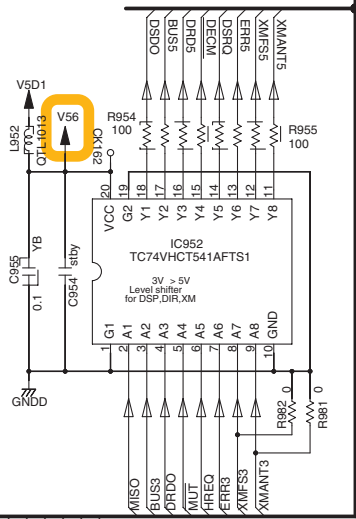 DSDO
BUS5
DRD5
DECM
DSRQ
ERR5
XMFS5
XMANT5
V5D1
V56
L952
QTL1013
CK162
R954
100
R955
100
20
19
18
17
16
15
14
13
12
11
VCC
G2
Y1
Y2
Y3
Y4
Y5
Y6
Y7
Y8
IC952
TC74VHCT541AFTS1
3V > 5V
Level shifter
for DSP,DIR,XM
C955
YB
0.1
C954
stby
G1
A1
A2
A3
A4
A5
A6
A7
A8
GND
1
2
3
4
5
6
7
8
9
10
GNDD
R982
0
R981
0
MISO
BUS3
DRDO
MUT
HREQ
ERR3
XMFS3
XMANT3